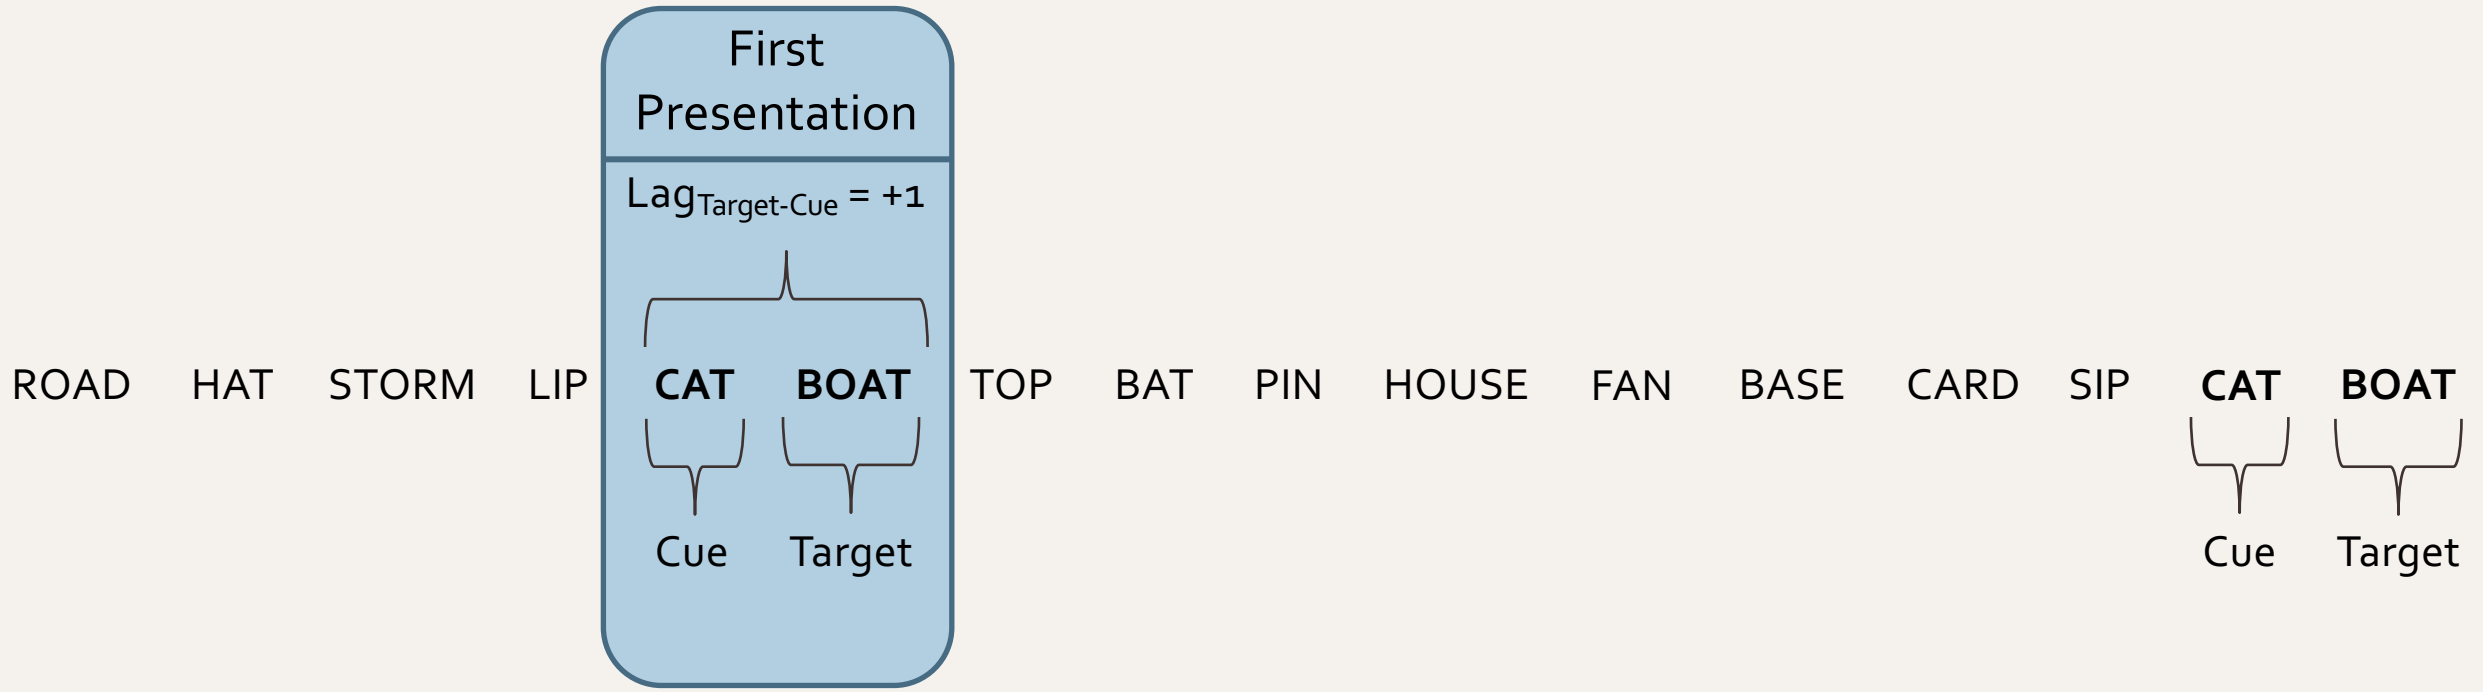 First
Presentation
Lag_Target-Cue = +1
ROAD HAT STORM LIP CAT BOAT TOP BAT PIN HOUSE FAN BASE CARD SIP CAT BOAT
Cue Target Cue Target